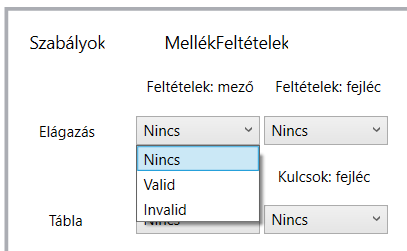 Szabályok MellékFeltételek
Feltételek: mező Feltételek: fejléc
Elágazás Nincs Nincs
Nincs
Valid Kulcsok: fejléc
Invalid
Tábla Nincs